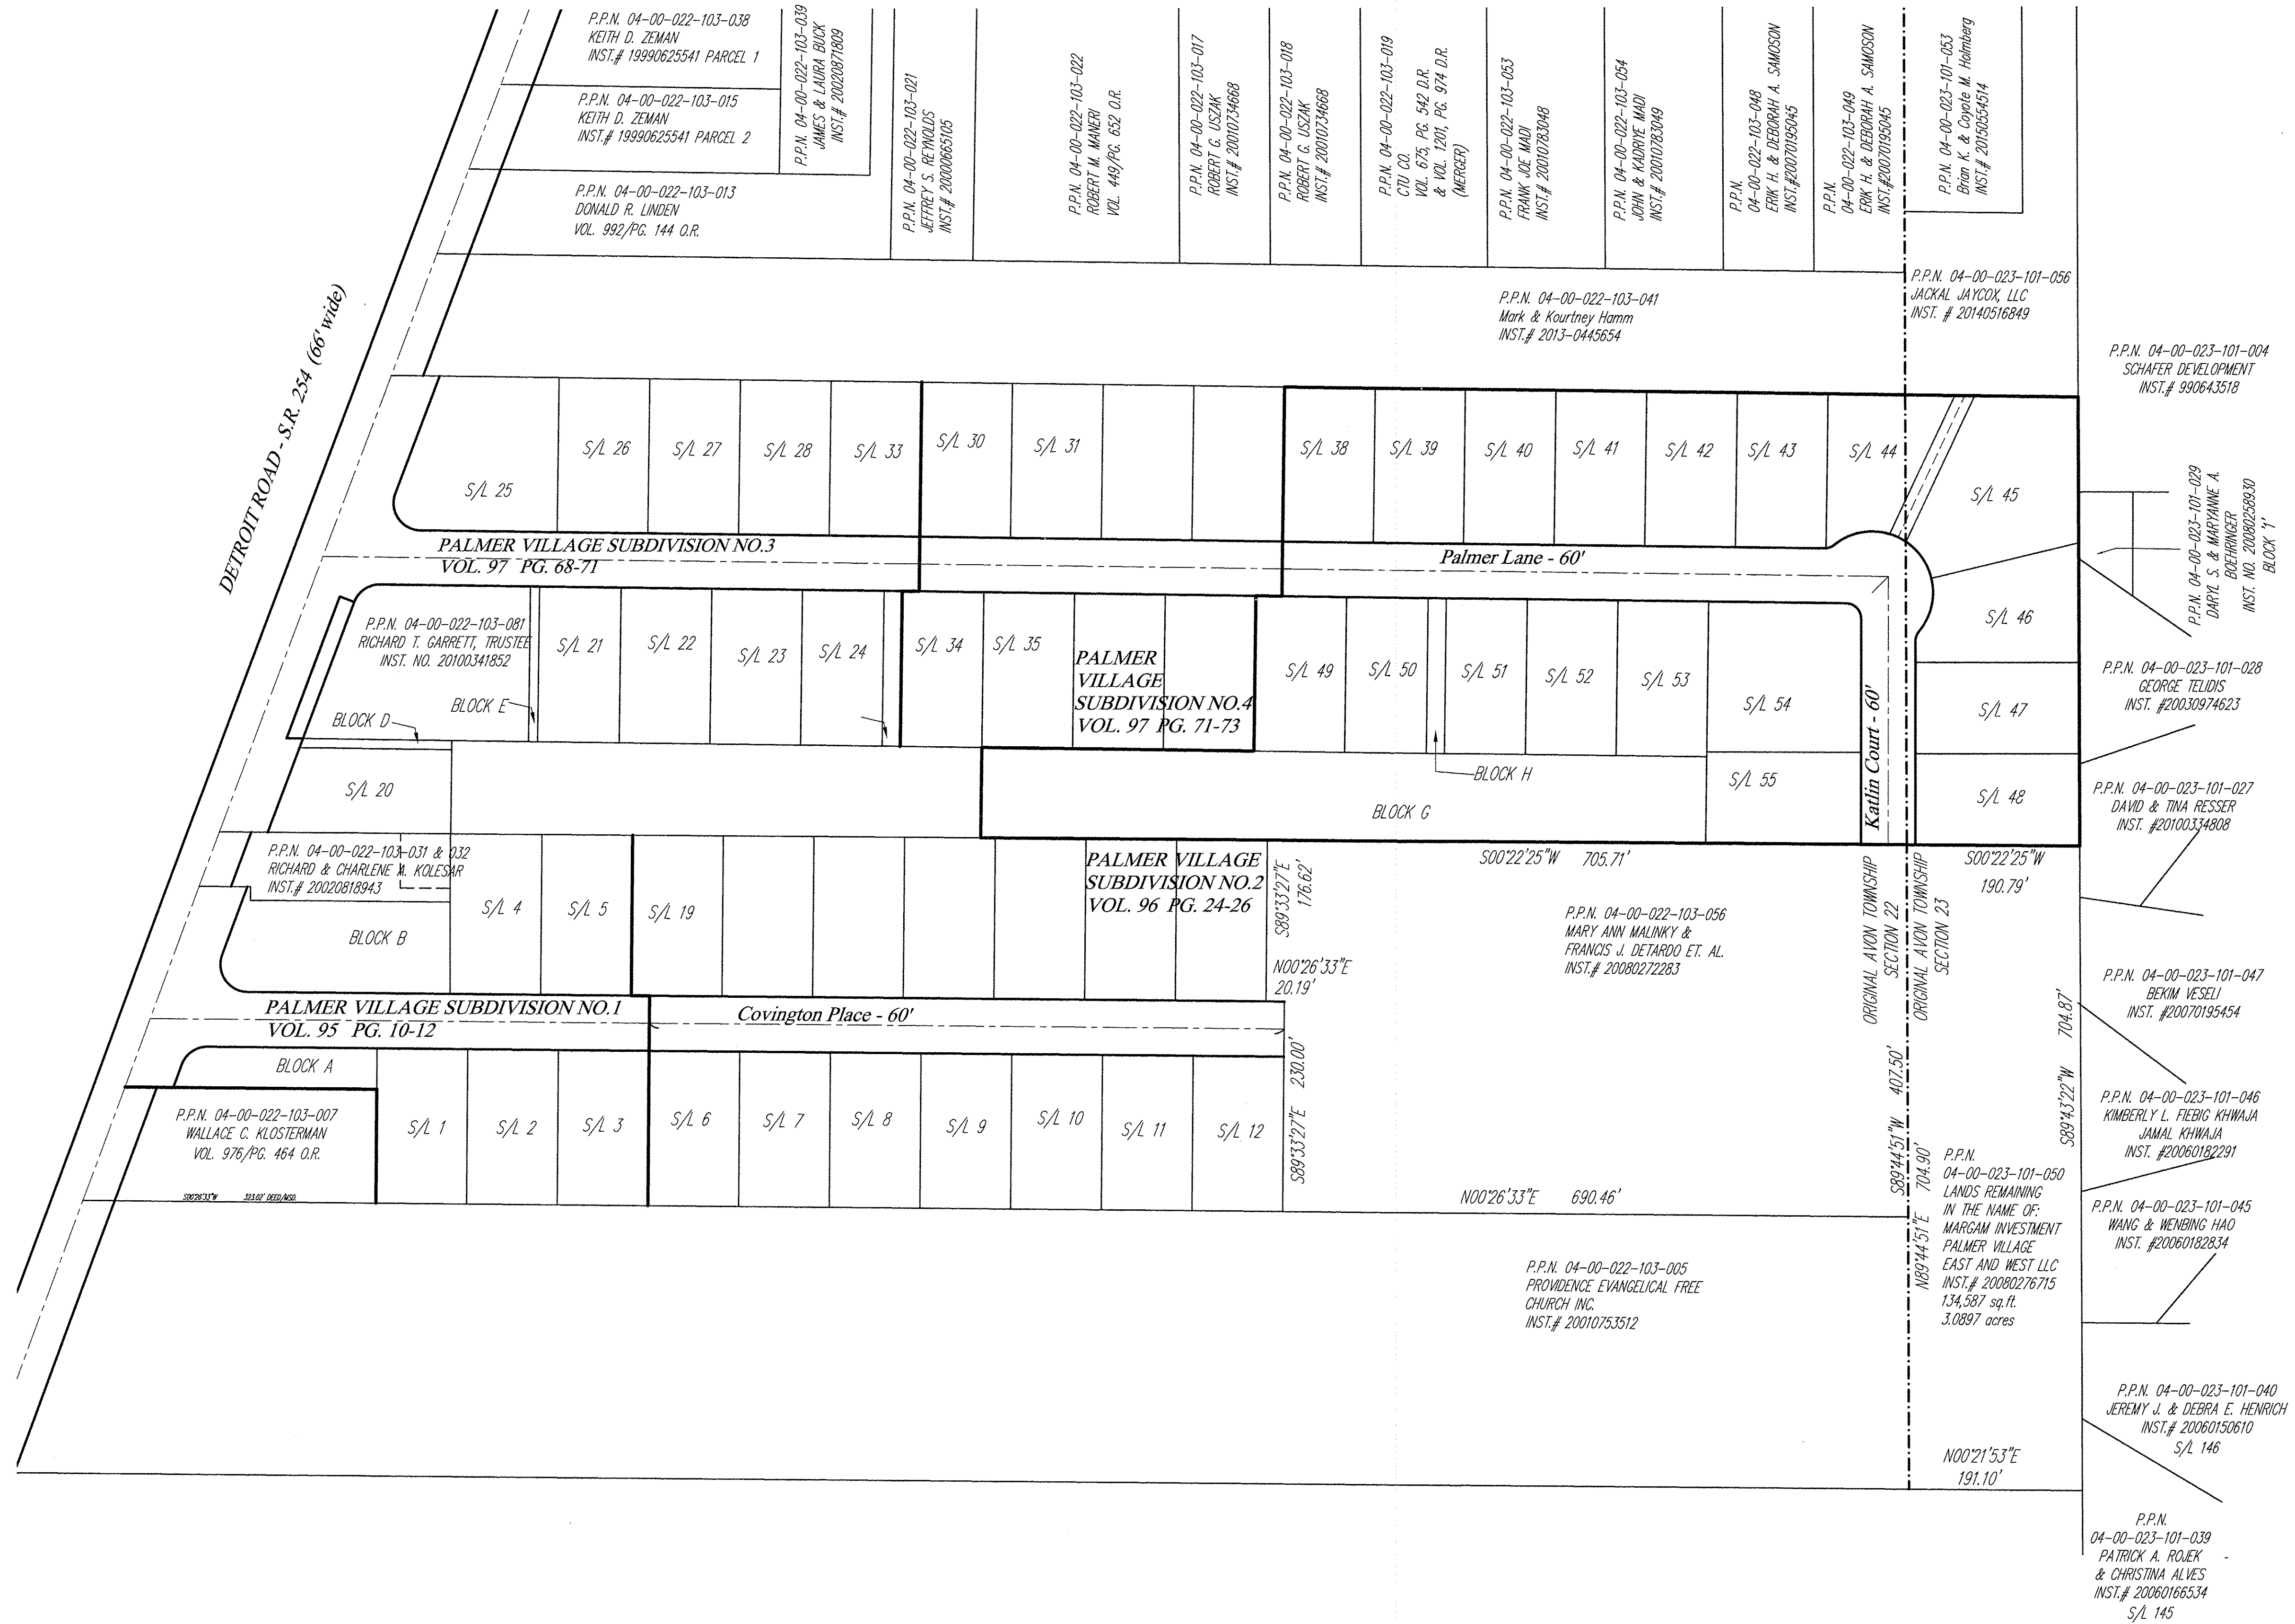 P.P.N. 04-00-022-103-038
KEITH D. ZEMAN
INST.# 19990625541 PARCEL 1
P.P.N. 04-00-022-103-015
KEITH D. ZEMAN
INST.# 19990625541 PARCEL 2
P.P.N. 04-00-022-103-013
DONALD R. LINDEN
VOL. 992/PG. 144 O.R.
P.P.N. 04-00-022-103-039
JAMES & LAURA BUCK
INST.# 20020871809
P.P.N. 04-00-022-103-021
JEFFREY S. REYNOLDS
INST.# 20000665105
P.P.N. 04-00-022-103-022
ROBERT M. MANERI
VOL. 449/PG. 652 O.R.
P.P.N. 04-00-022-103-017
ROBERT G. USZAK
INST.# 20010734668
P.P.N. 04-00-022-103-018
ROBERT G. USZAK
INST.# 20010734668
P.P.N. 04-00-022-103-019
CTU CO.
VOL. 675, PG. 542 D.R.
& VOL. 1201, PG. 974 D.R.
(MERGER)
P.P.N. 04-00-022-103-053
FRANK JOE MADI
INST.# 20010783048
P.P.N. 04-00-022-103-054
JOHN & KADRIYE MADI
INST.# 20010783049
P.P.N.
04-00-022-103-048
ERIK H. & DEBORAH A. SAMOSON
INST.#20070195045
P.P.N.
04-00-022-103-049
ERIK H. & DEBORAH A. SAMOSON
INST.#20070195045
P.P.N. 04-00-023-101-053
Brian K. & Coyote M. Holmberg
INST.# 20150554514
P.P.N. 04-00-022-103-041
Mark & Kourtney Hamm
INST.# 2013-0445654
P.P.N. 04-00-023-101-056
JACKAL JAYCOX, LLC
INST. # 20140516849
P.P.N. 04-00-023-101-004
SCHAFER DEVELOPMENT
INST.# 990643518
DETROIT ROAD - S.R. 254 (66' wide)
S/L 25
S/L 26
S/L 27
S/L 28
S/L 33
S/L 30
S/L 31
S/L 38
S/L 39
S/L 40
S/L 41
S/L 42
S/L 43
S/L 44
S/L 45
P.P.N. 04-00-023-101-029
DARYL S. & MARYANNE A.
BOEHRINGER
INST. NO. 20080258930
BLOCK '1'
PALMER VILLAGE SUBDIVISION NO.3
VOL. 97 PG. 68-71
Palmer Lane - 60'
P.P.N. 04-00-022-103-081
RICHARD T. GARRETT, TRUSTEE
INST. NO. 20100341852
BLOCK D
BLOCK E
S/L 21
S/L 22
S/L 23
S/L 24
S/L 34
S/L 35
PALMER
VILLAGE
SUBDIVISION NO.4
VOL. 97 PG. 71-73
S/L 49
S/L 50
S/L 51
S/L 52
S/L 53
S/L 54
S/L 46
S/L 47
P.P.N. 04-00-023-101-028
GEORGE TELIDIS
INST. #20030974623
S/L 20
BLOCK H
BLOCK G
S/L 55
Katlin Court - 60'
S/L 48
P.P.N. 04-00-023-101-027
DAVID & TINA RESSER
INST. #20100334808
P.P.N. 04-00-022-103-031 & 032
RICHARD & CHARLENE M. KOLESAR
INST.# 20020818943
BLOCK B
S/L 4
S/L 5
S/L 19
PALMER VILLAGE
SUBDIVISION NO.2
VOL. 96 PG. 24-26
S89°33'27"E
176.62'
N00°26'33"E
20.19'
S00°22'25"W 705.71'
S00°22'25"W
190.79'
P.P.N. 04-00-022-103-056
MARY ANN MALINKY &
FRANCIS J. DETARDO ET. AL.
INST.# 20080272283
ORIGINAL AVON TOWNSHIP
SECTION 22
ORIGINAL AVON TOWNSHIP
SECTION 23
P.P.N. 04-00-023-101-047
BEKIM VESELI
INST. #20070195454
PALMER VILLAGE SUBDIVISION NO.1
VOL. 95 PG. 10-12
Covington Place - 60'
BLOCK A
P.P.N. 04-00-022-103-007
WALLACE C. KLOSTERMAN
VOL. 976/PG. 464 O.R.
S00°26'33"W 323.02' DEED/MSD.
S/L 1
S/L 2
S/L 3
S/L 6
S/L 7
S/L 8
S/L 9
S/L 10
S/L 11
S/L 12
S89°33'27"E 230.00'
N00°26'33"E 690.46'
S89°44'51"W 407.50'
N89°44'51"E 704.90'
S89°43'22"W 704.87'
P.P.N.
04-00-023-101-050
LANDS REMAINING
IN THE NAME OF:
MARGAM INVESTMENT
PALMER VILLAGE
EAST AND WEST LLC
INST.# 20080276715
134,587 sq.ft.
3.0897 acres
P.P.N. 04-00-023-101-046
KIMBERLY L. FIEBIG KHWAJA
JAMAL KHWAJA
INST. #20060182291
P.P.N. 04-00-023-101-045
WANG & WENBING HAO
INST. #20060182834
P.P.N. 04-00-022-103-005
PROVIDENCE EVANGELICAL FREE
CHURCH INC.
INST.# 20010753512
P.P.N. 04-00-023-101-040
JEREMY J. & DEBRA E. HENRICH
INST.# 20060150610
S/L 146
N00°21'53"E
191.10'
P.P.N.
04-00-023-101-039
PATRICK A. ROJEK
& CHRISTINA ALVES
INST.# 20060166534
S/L 145